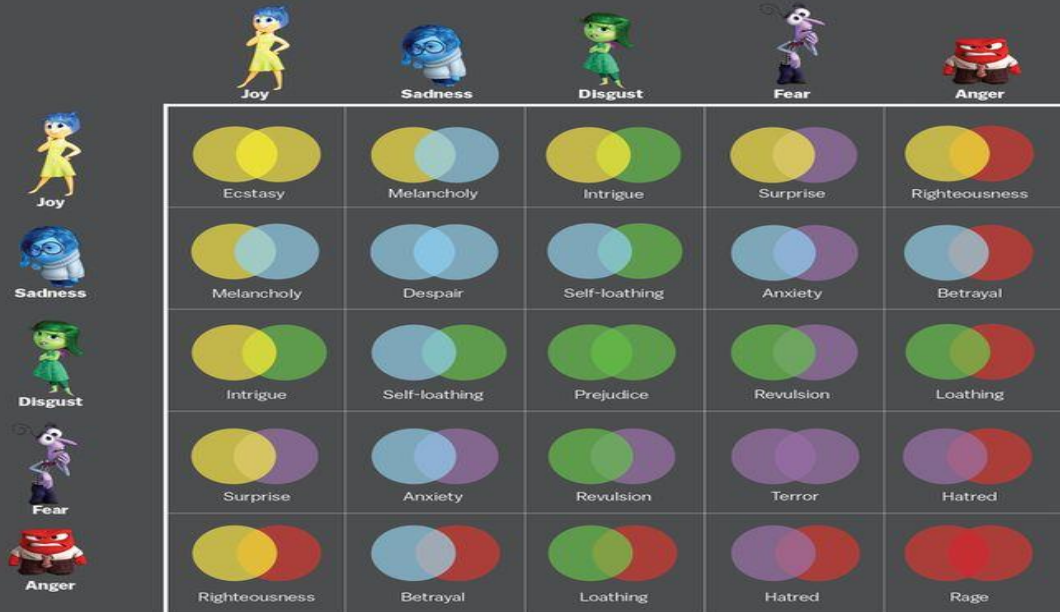 Joy Sadness Disgust Fear Anger
Joy
Ecstasy Melancholy Intrigue Surprise Righteousness
Sadness
Melancholy Despair Self-loathing Anxiety Betrayal
Disgust
Intrigue Self-loathing Prejudice Revulsion Loathing
Fear
Surprise Anxiety Revulsion Terror Hatred
Anger
Righteousness Betrayal Loathing Hatred Rage